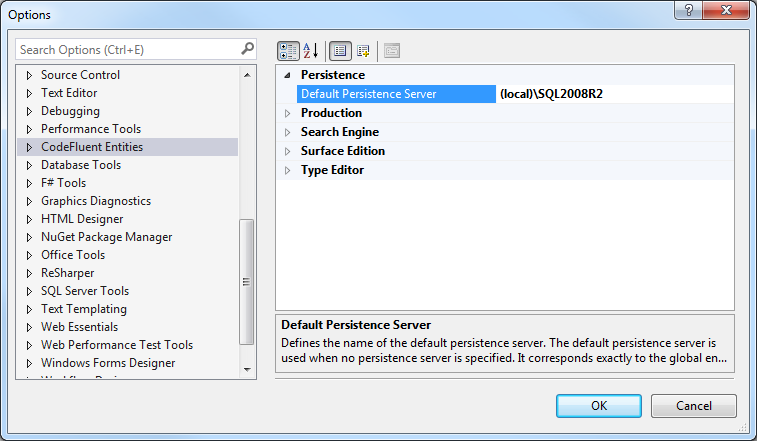 Options
Search Options (Ctrl+E)
Source Control
Text Editor
Debugging
Performance Tools
CodeFluent Entities
Database Tools
F# Tools
Graphics Diagnostics
HTML Designer
NuGet Package Manager
Office Tools
ReSharper
SQL Server Tools
Text Templating
Web Essentials
Web Performance Test Tools
Windows Forms Designer
A
Z
Persistence
Default Persistence Server (local)\SQL2008R2
Production
Search Engine
Surface Edition
Type Editor
Default Persistence Server
Defines the name of the default persistence server. The default persistence server is
used when no persistence server is specified. It corresponds exactly to the global en...
OK Cancel